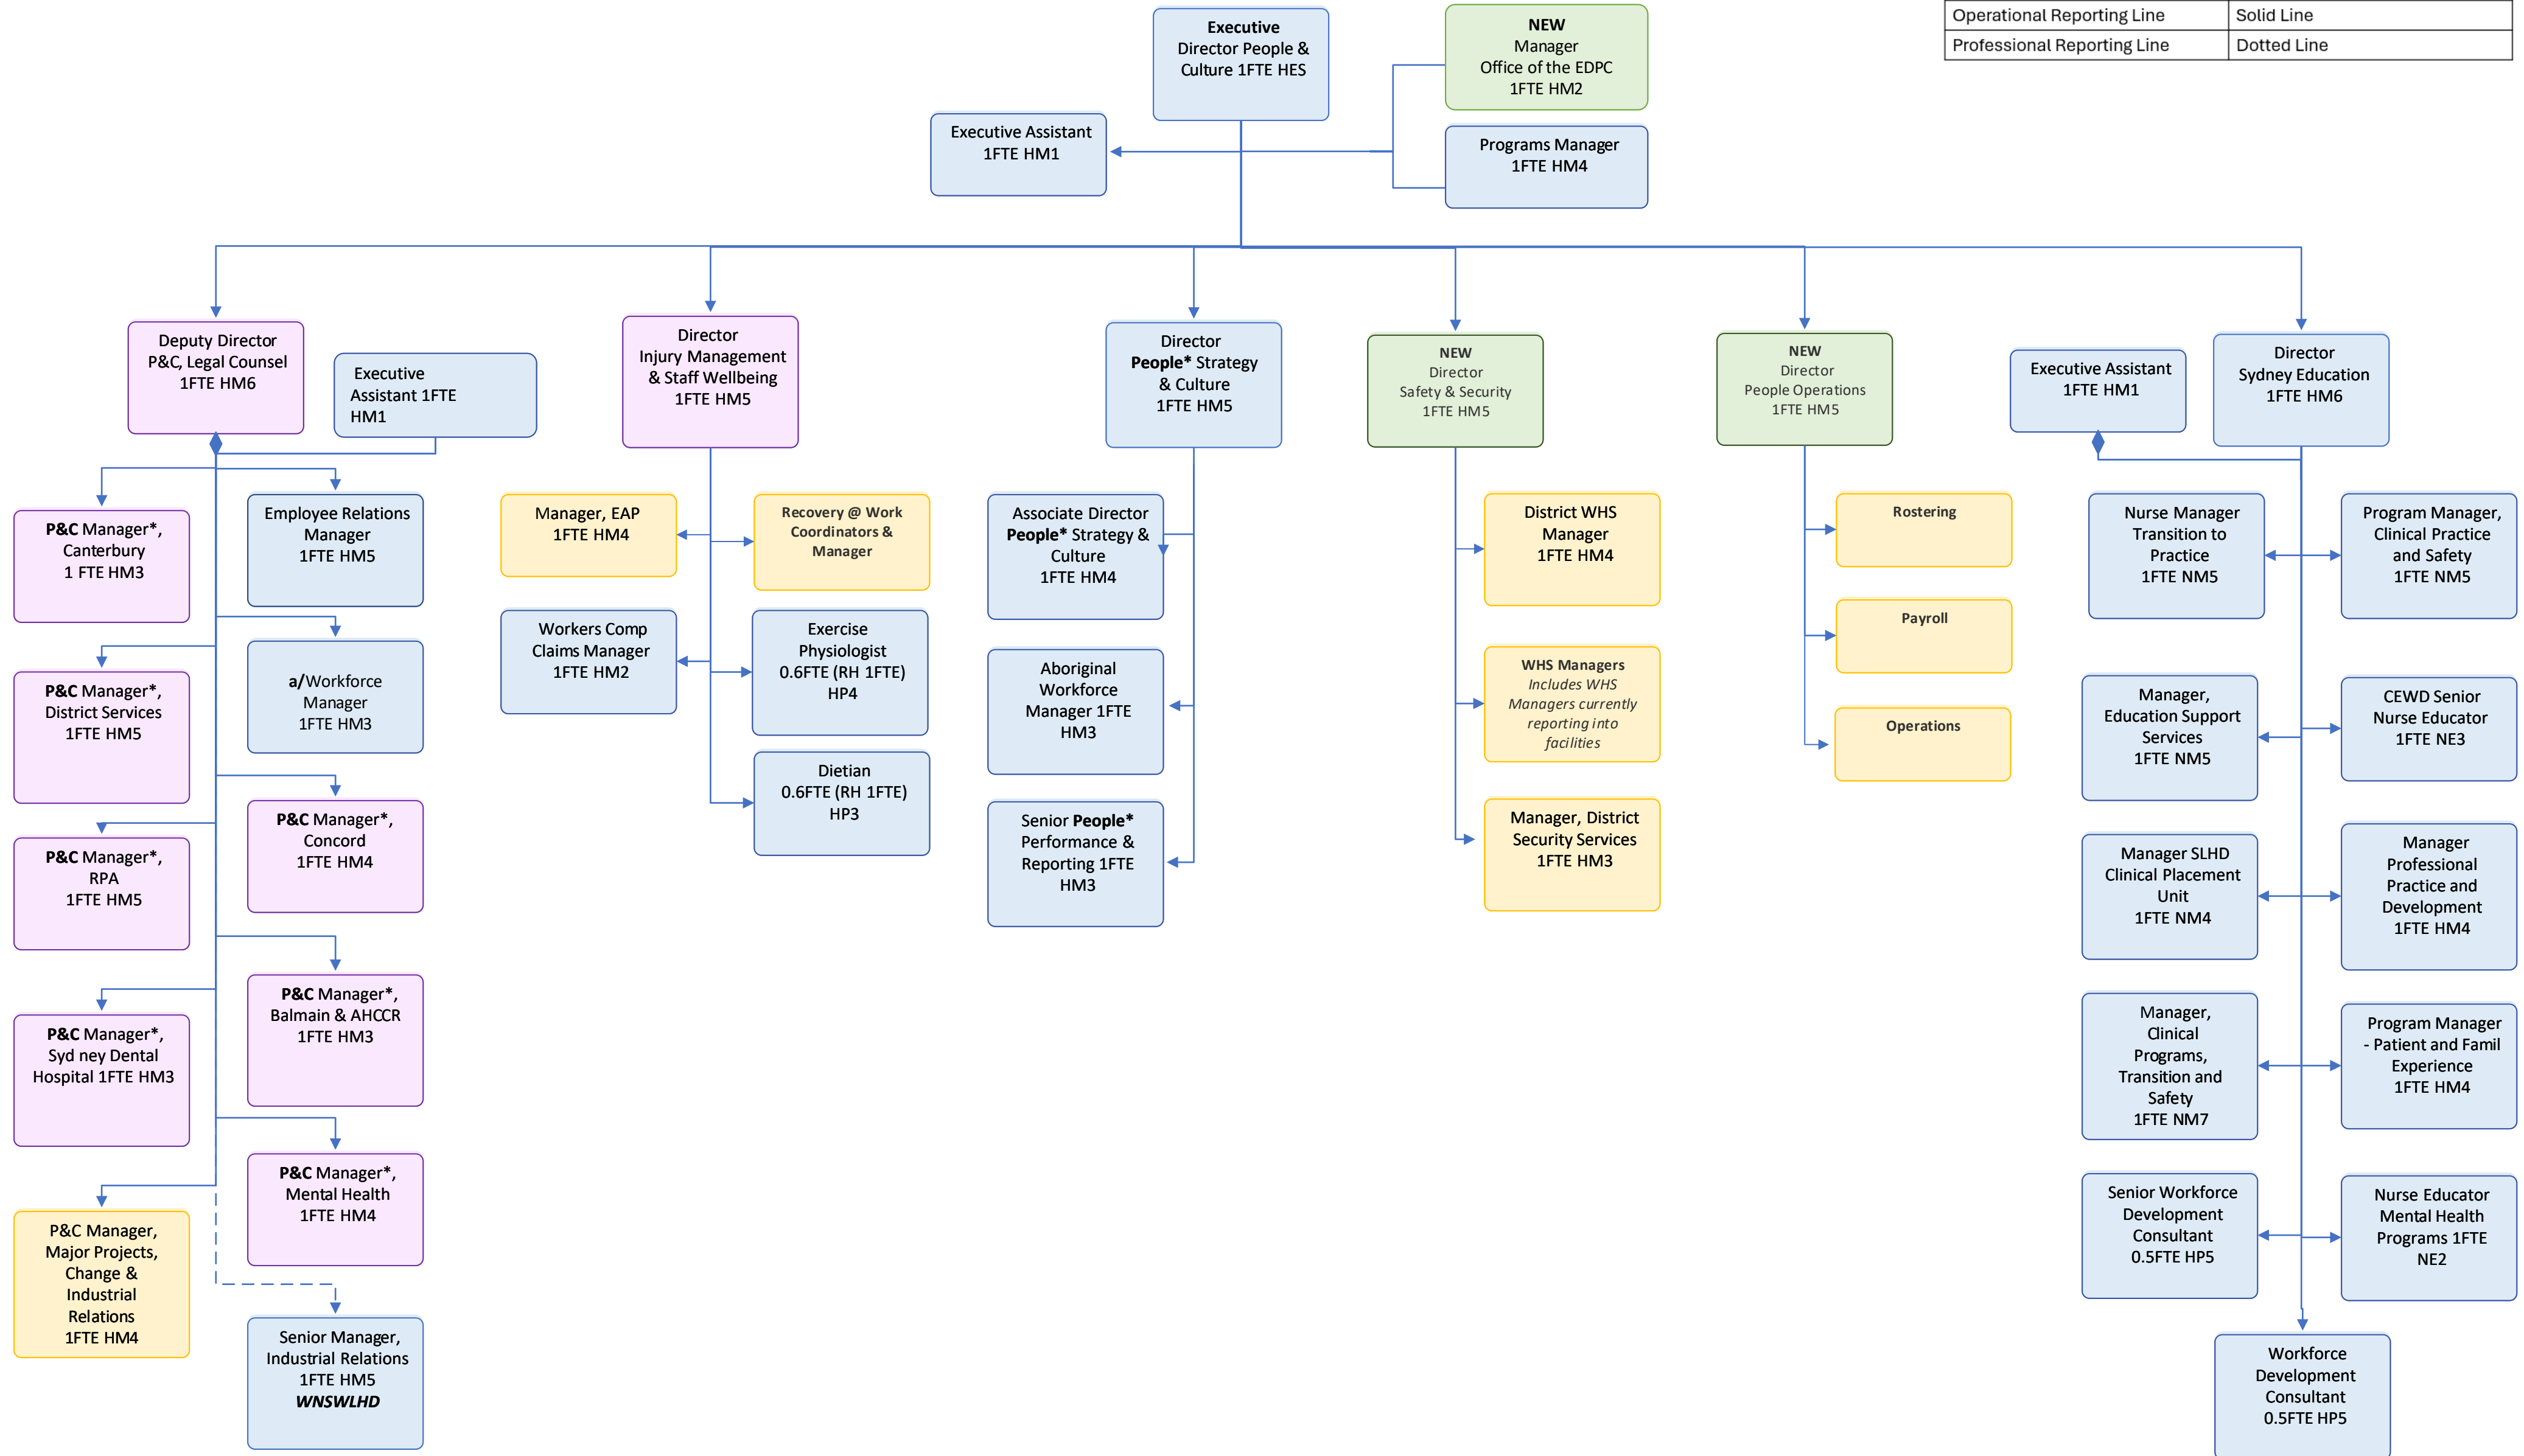 Operational Reporting Line
Solid Line
Professional Reporting Line
Dotted Line
Executive
Director People &
Culture 1FTE HES
NEW
Manager
Office of the EDPC
1FTE HM2
Executive Assistant
1FTE HM1
Programs Manager
1FTE HM4
Deputy Director
P&C, Legal Counsel
1FTE HM6
Executive
Assistant 1FTE
HM1
Director
Injury Management
& Staff Wellbeing
1FTE HM5
Director
People* Strategy
& Culture
1FTE HM5
NEW
Director
Safety & Security
1FTE HM5
NEW
Director
People Operations
1FTE HM5
Executive Assistant
1FTE HM1
Director
Sydney Education
1FTE HM6
P&C Manager*,
Canterbury
1 FTE HM3
Employee Relations
Manager
1FTE HM5
P&C Manager*,
District Services
1FTE HM5
a/Workforce
Manager
1FTE HM3
P&C Manager*,
RPA
1FTE HM5
P&C Manager*,
Concord
1FTE HM4
P&C Manager*,
Syd ney Dental
Hospital 1FTE HM3
P&C Manager*,
Balmain & AHCCR
1FTE HM3
P&C Manager,
Major Projects,
Change &
Industrial
Relations
1FTE HM4
P&C Manager*,
Mental Health
1FTE HM4
Senior Manager,
Industrial Relations
1FTE HM5
WNSWLHD
Manager, EAP
1FTE HM4
Recovery @ Work
Coordinators &
Manager
Workers Comp
Claims Manager
1FTE HM2
Exercise
Physiologist
0.6FTE (RH 1FTE)
HP4
Dietian
0.6FTE (RH 1FTE)
HP3
Associate Director
People* Strategy &
Culture
1FTE HM4
Aboriginal
Workforce
Manager 1FTE
HM3
Senior People*
Performance &
Reporting 1FTE
HM3
District WHS
Manager
1FTE HM4
WHS Managers
Includes WHS
Managers currently
reporting into
facilities
Manager, District
Security Services
1FTE HM3
Rostering
Payroll
Operations
Nurse Manager
Transition to
Practice
1FTE NM5
Program Manager,
Clinical Practice
and Safety
1FTE NM5
Manager,
Education Support
Services
1FTE NM5
CEWD Senior
Nurse Educator
1FTE NE3
Manager SLHD
Clinical Placement
Unit
1FTE NM4
Manager
Professional
Practice and
Development
1FTE HM4
Manager,
Clinical
Programs,
Transition and
Safety
1FTE NM7
Program Manager
- Patient and Famil
Experience
1FTE HM4
Senior Workforce
Development
Consultant
0.5FTE HP5
Nurse Educator
Mental Health
Programs 1FTE
NE2
Workforce
Development
Consultant
0.5FTE HP5